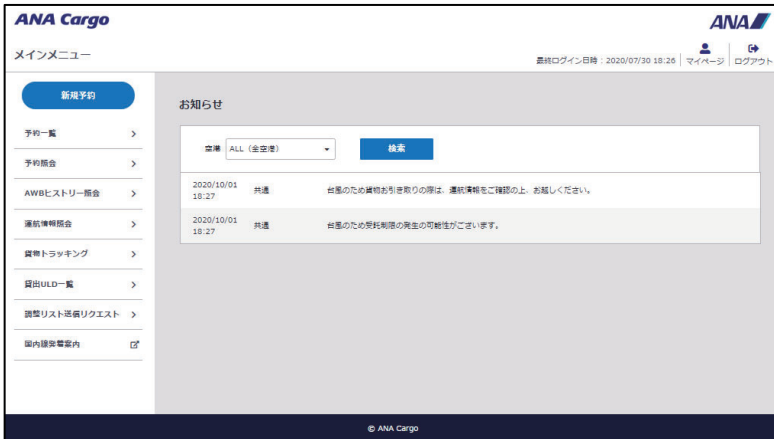 ANA Cargo
ANA
メインメニュー
最終ログイン日時：2020/07/30 18:26
マイページ
ログアウト
新規予約
予約一覧
予約照会
AWBヒストリー照会
運航情報照会
貨物トラッキング
貸出ULD一覧
調整リスト送信リクエスト
国内線発着案内
お知らせ
空港 ALL（全空港） 検索
2020/10/01
18:27
共通
台風のため貨物お引き取りの際は、運航情報をご確認の上、お越しください。
2020/10/01
18:27
共通
台風のため受託制限の発生の可能性がございます。
© ANA Cargo